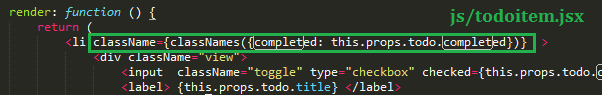 render: function () {
js/todoitem.jsx
return (
<li className={classNames({completed: this.props.todo.completed})} >
<div className="view">
<input className="toggle" type="checkbox" checked={this.props.todo.
<label> {this.props.todo.title} </label>